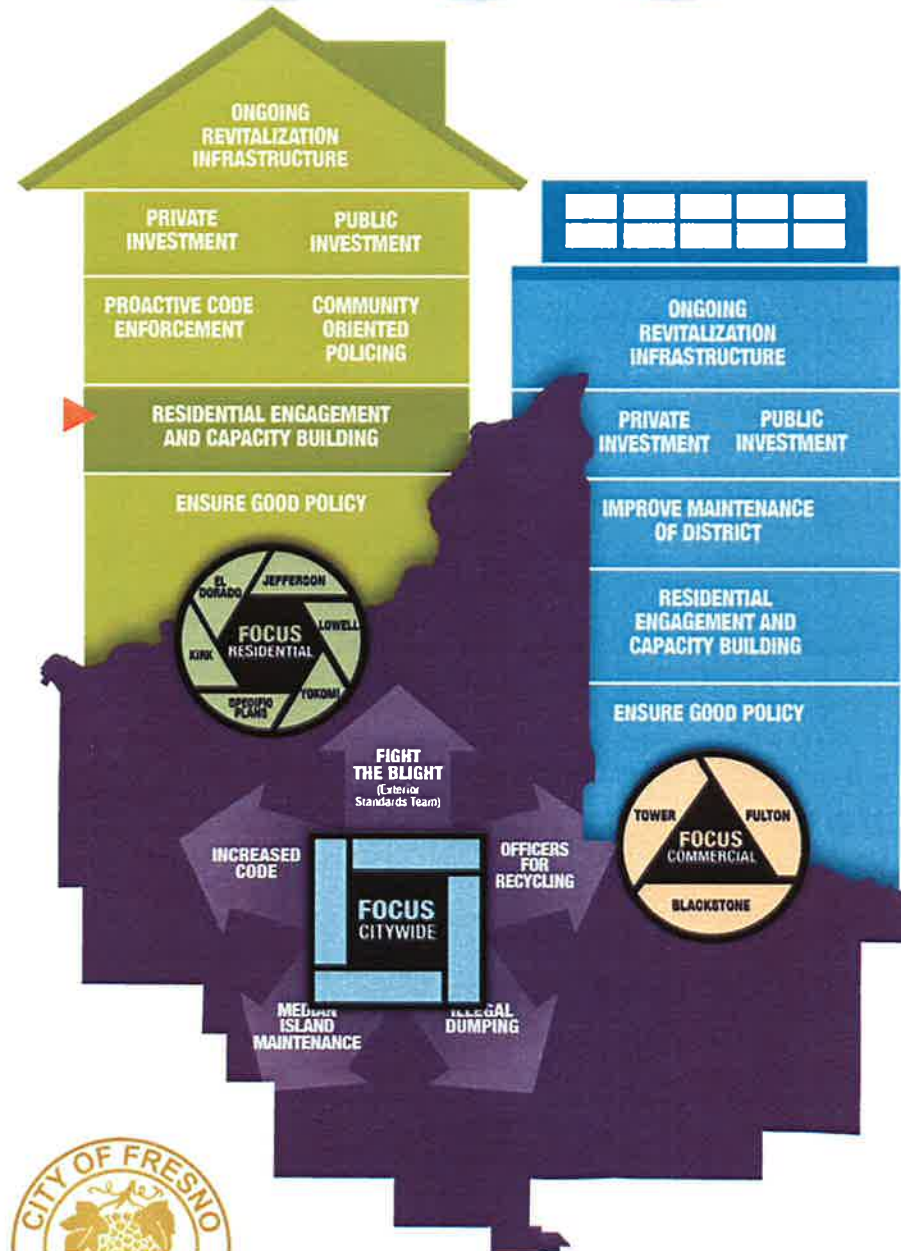 ONGOING
REVITALIZATION
INFRASTRUCTURE
PRIVATE
INVESTMENT
PUBLIC
INVESTMENT
PROACTIVE CODE
ENFORCEMENT
COMMUNITY
ORIENTED
POLICING
RESIDENTIAL ENGAGEMENT
AND CAPACITY BUILDING
ENSURE GOOD POLICY
EL
DORADO
JEFFERSON
LOWELL
KIRK
YOKOMI
SPECIFIC
PLANS
FOCUS
RESIDENTIAL
ONGOING
REVITALIZATION
INFRASTRUCTURE
PRIVATE
INVESTMENT
PUBLIC
INVESTMENT
IMPROVE MAINTENANCE
OF DISTRICT
RESIDENTIAL
ENGAGEMENT AND
CAPACITY BUILDING
ENSURE GOOD POLICY
TOWER
FULTON
FOCUS
COMMERCIAL
BLACKSTONE
FIGHT
THE BLIGHT
(Exterior
Standards Team)
INCREASED
CODE
OFFICERS
FOR
RECYCLING
FOCUS
CITYWIDE
MEDIAN
ISLAND
MAINTENANCE
ILLEGAL
DUMPING
CITY OF FRESNO